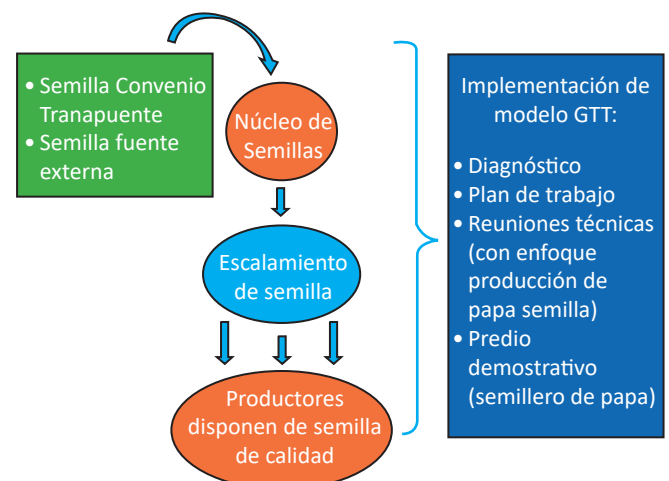 • Semilla Convenio
Tranapuente
• Semilla fuente
externa
Núcleo de
Semillas
Escalamiento
de semilla
Productores
disponen de semilla
de calidad
Implementación de
modelo GTT:
• Diagnóstico
• Plan de trabajo
• Reuniones técnicas
(con enfoque
producción de
papa semilla)
• Predio
demostrativo
(semillero de papa)